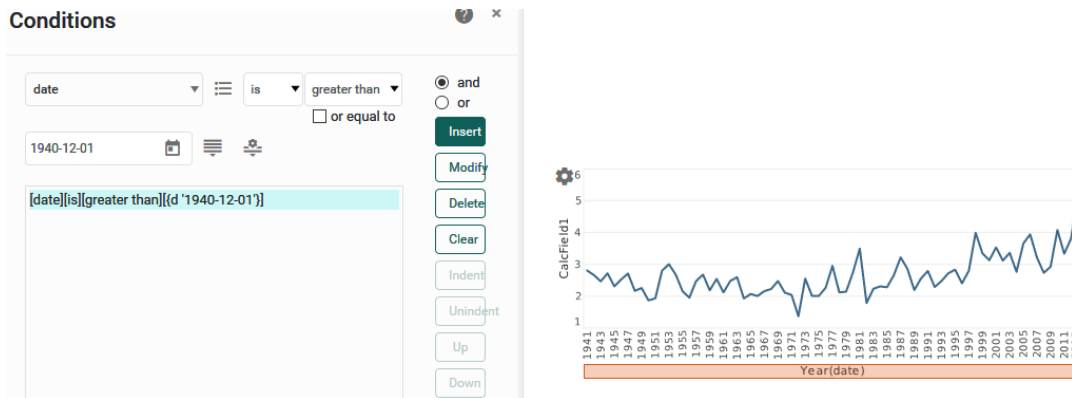 Conditions
? ×
date
is
greater than
and
or
or equal to
1940-12-01
Insert
Modify
Delete
Clear
Indent
Unindent
Up
Down
[date][is][greater than][{d '1940-12-01'}]
6
5
4
3
2
1
CalcField1
1941
1943
1945
1947
1949
1951
1953
1955
1957
1959
1961
1963
1965
1967
1969
1971
1973
1975
1977
1979
1981
1983
1985
1987
1989
1991
1993
1995
1997
1999
2001
2003
2005
2007
2009
2011
Year(date)